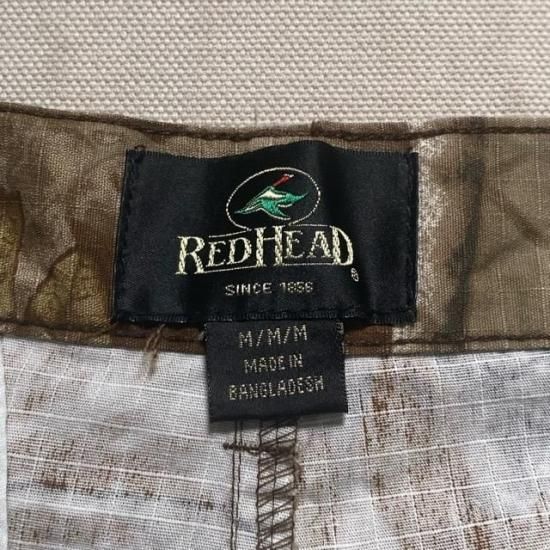 REDHEAD®
SINCE 1856
M/M/M
MADE IN
BANGLADESH